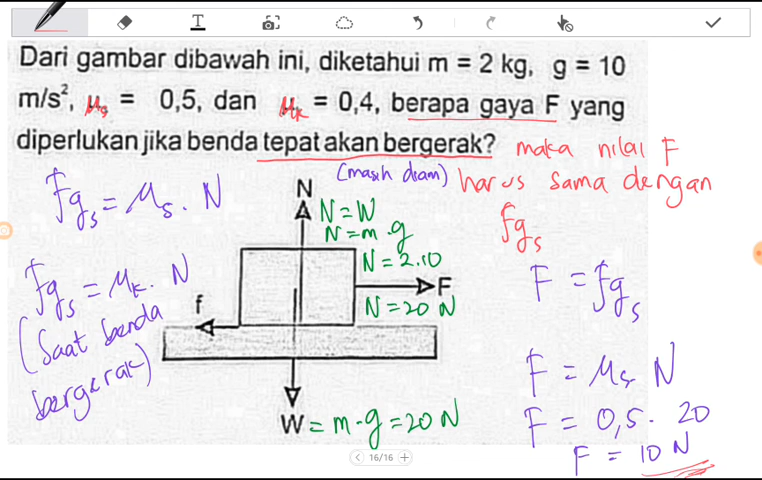 Dari gambar dibawah ini, diketahui m = 2 kg, g = 10
m/s², μs = 0,5, dan μk = 0,4, berapa gaya F yang
diperlukan jika benda tepat akan bergerak? maka nilai F
(masih diam) harus sama dengan
fgs
fgs = μs . N
N
N = W
N = m . g
N = 2.10
F
N = 20 N
F = fgs
fgs = μk . N
(Saat benda
bergerak)
f
F = μs N
W = m . g = 20 N
F = 0,5 . 20
F = 10 N
16/16